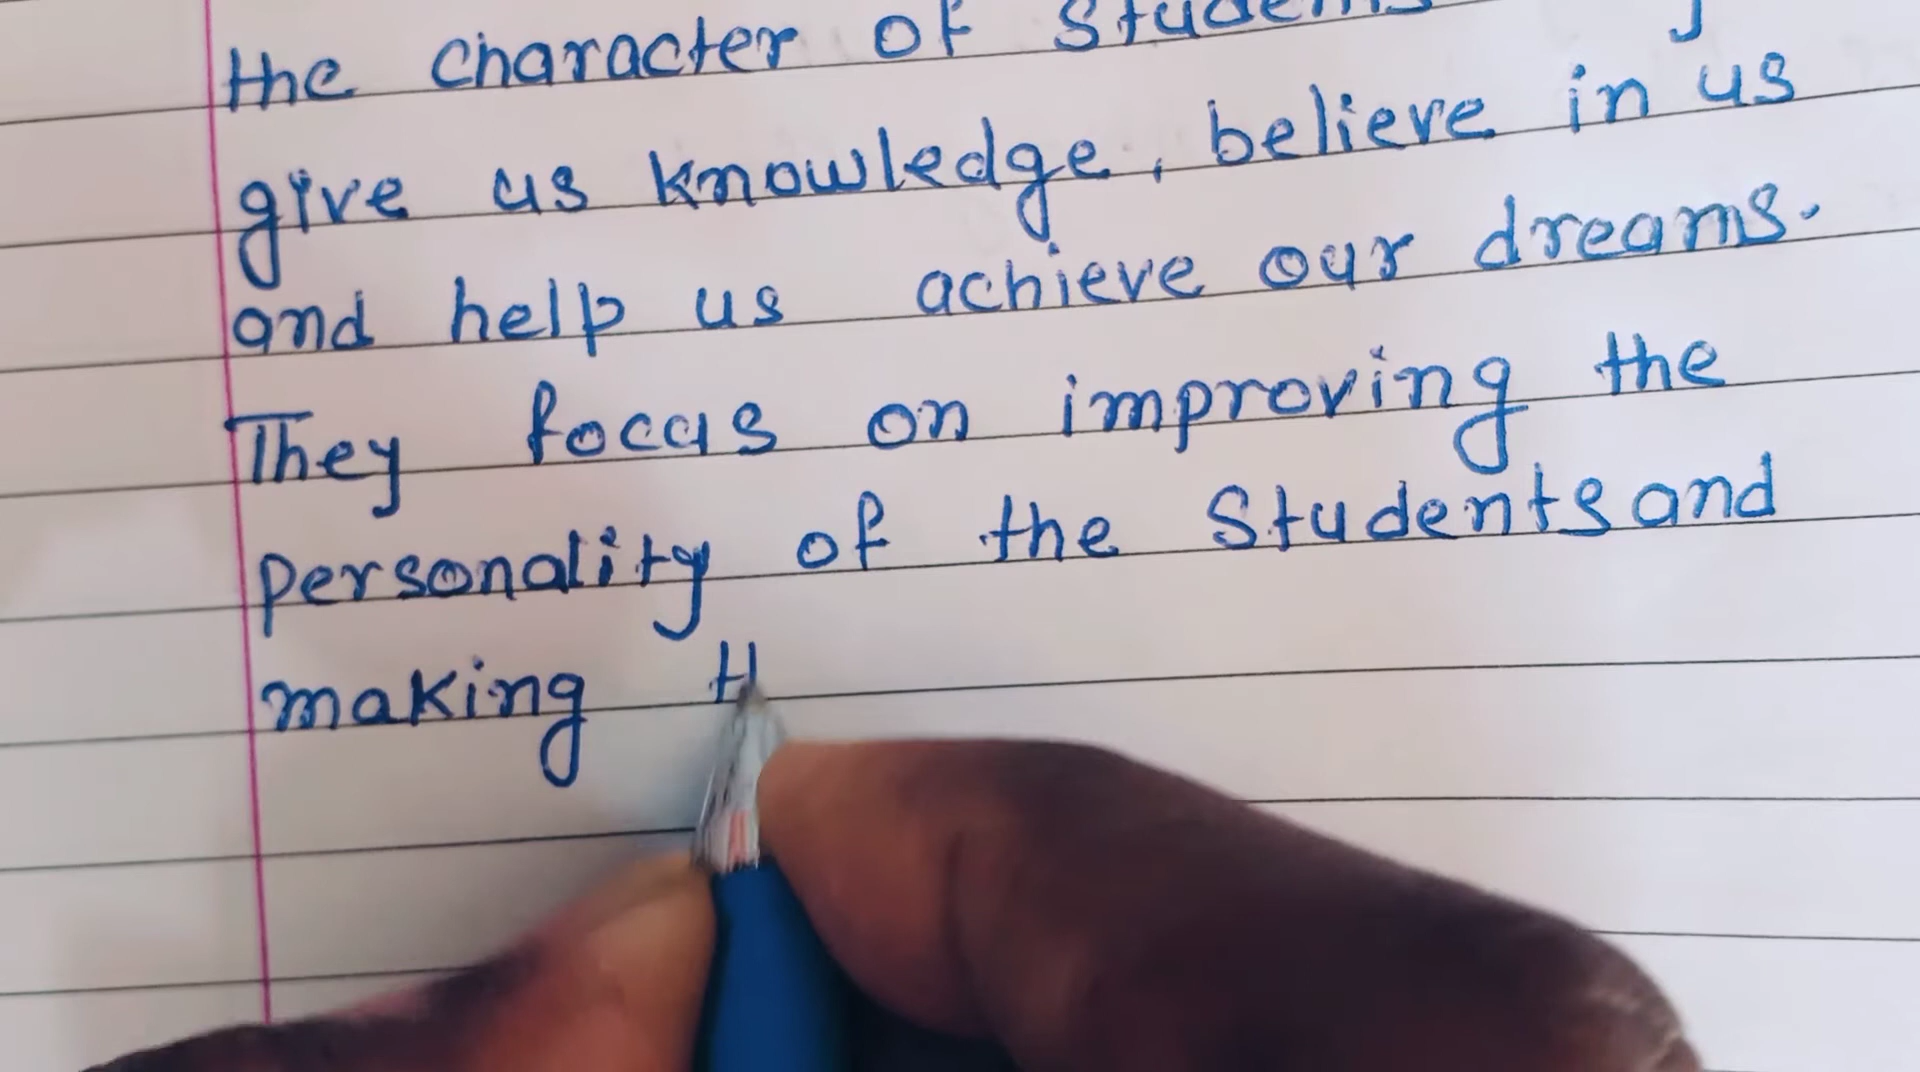 the character of Students
give us knowledge, believe in us
and help us achieve our dreams.
They focus on improving the
personality of the Students and
making